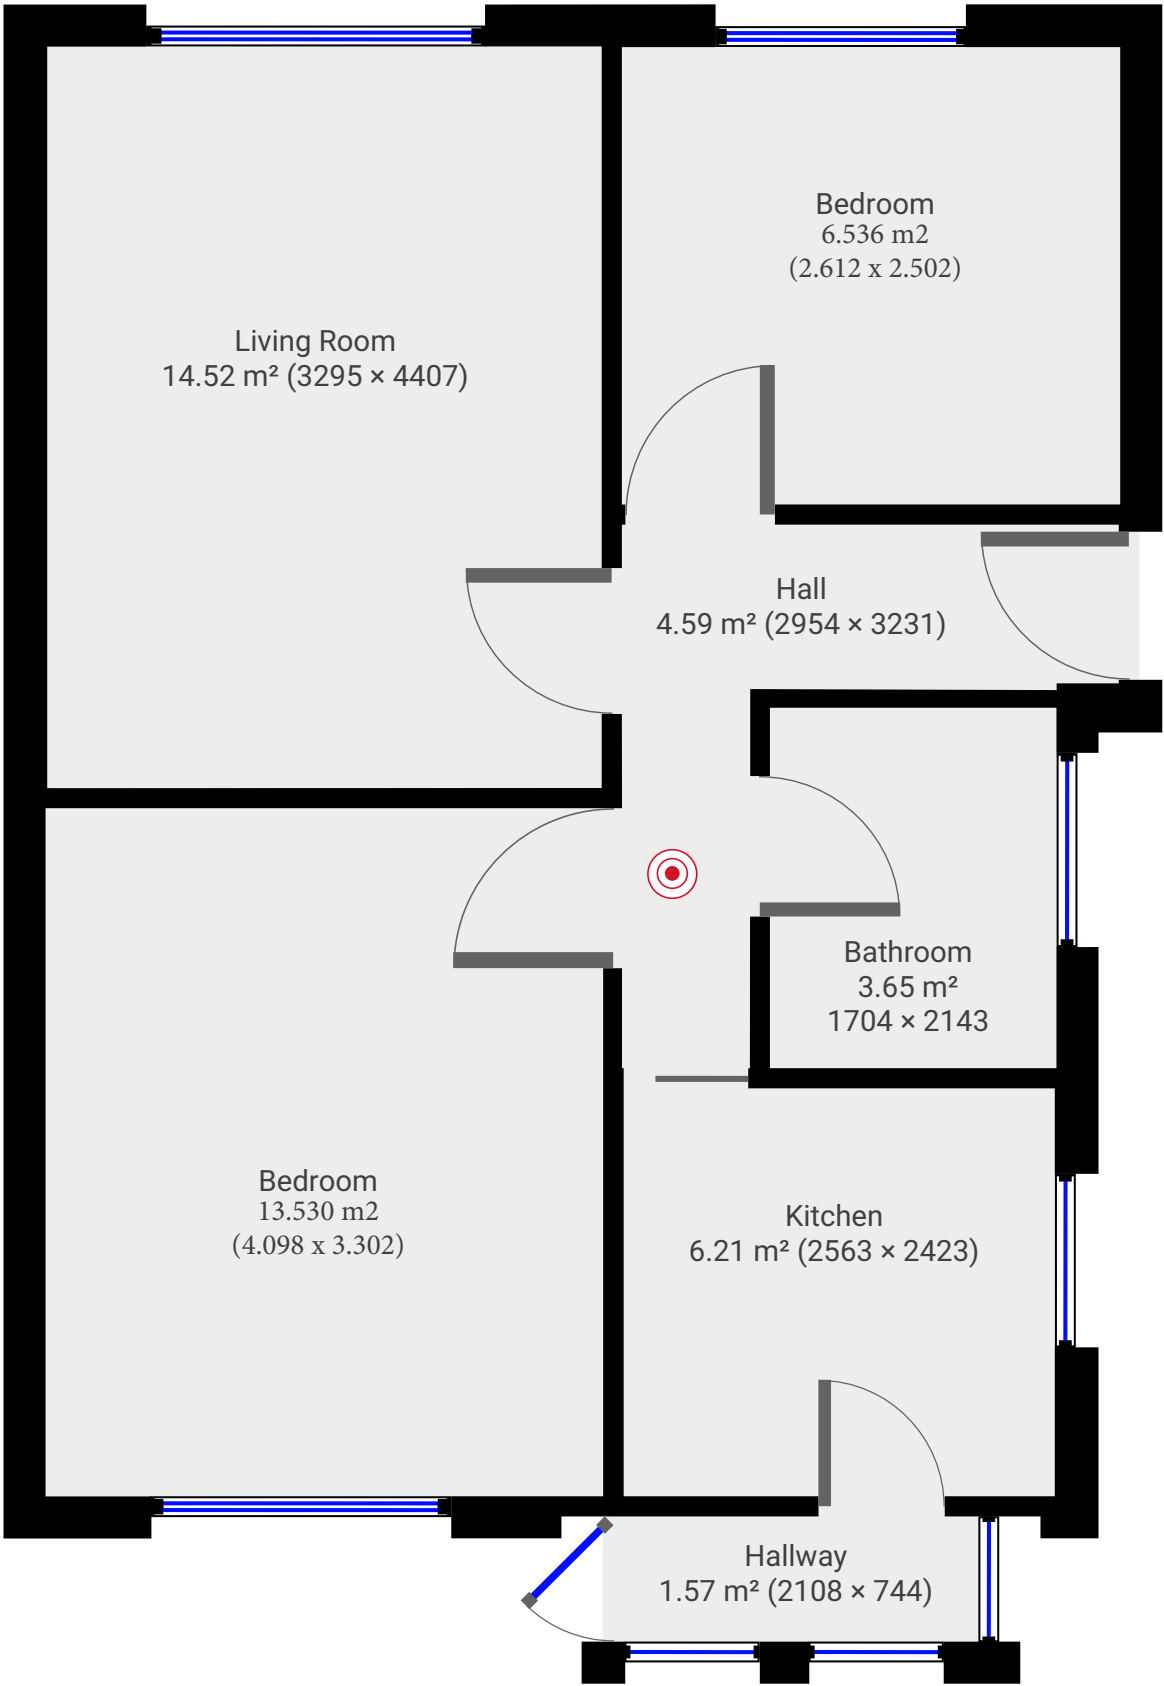 Bedroom
6.536 m2
(2.612 x 2.502)
Living Room
14.52 m² (3295 × 4407)
Hall
4.59 m² (2954 × 3231)
Bathroom
3.65 m²
1704 × 2143
Bedroom
13.530 m2
(4.098 x 3.302)
Kitchen
6.21 m² (2563 × 2423)
Hallway
1.57 m² (2108 × 744)